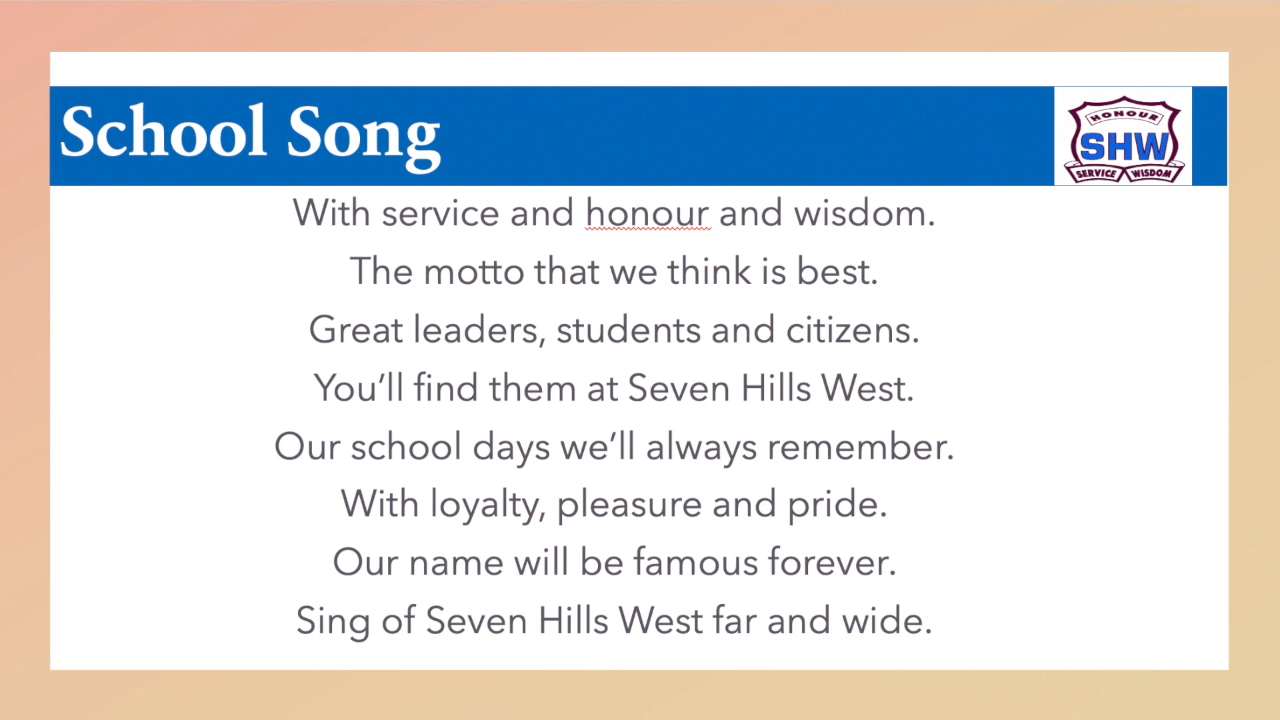 School Song
HONOUR
SHW
SERVICE WISDOM
With service and honour and wisdom.
The motto that we think is best.
Great leaders, students and citizens.
You’ll find them at Seven Hills West.
Our school days we’ll always remember.
With loyalty, pleasure and pride.
Our name will be famous forever.
Sing of Seven Hills West far and wide.